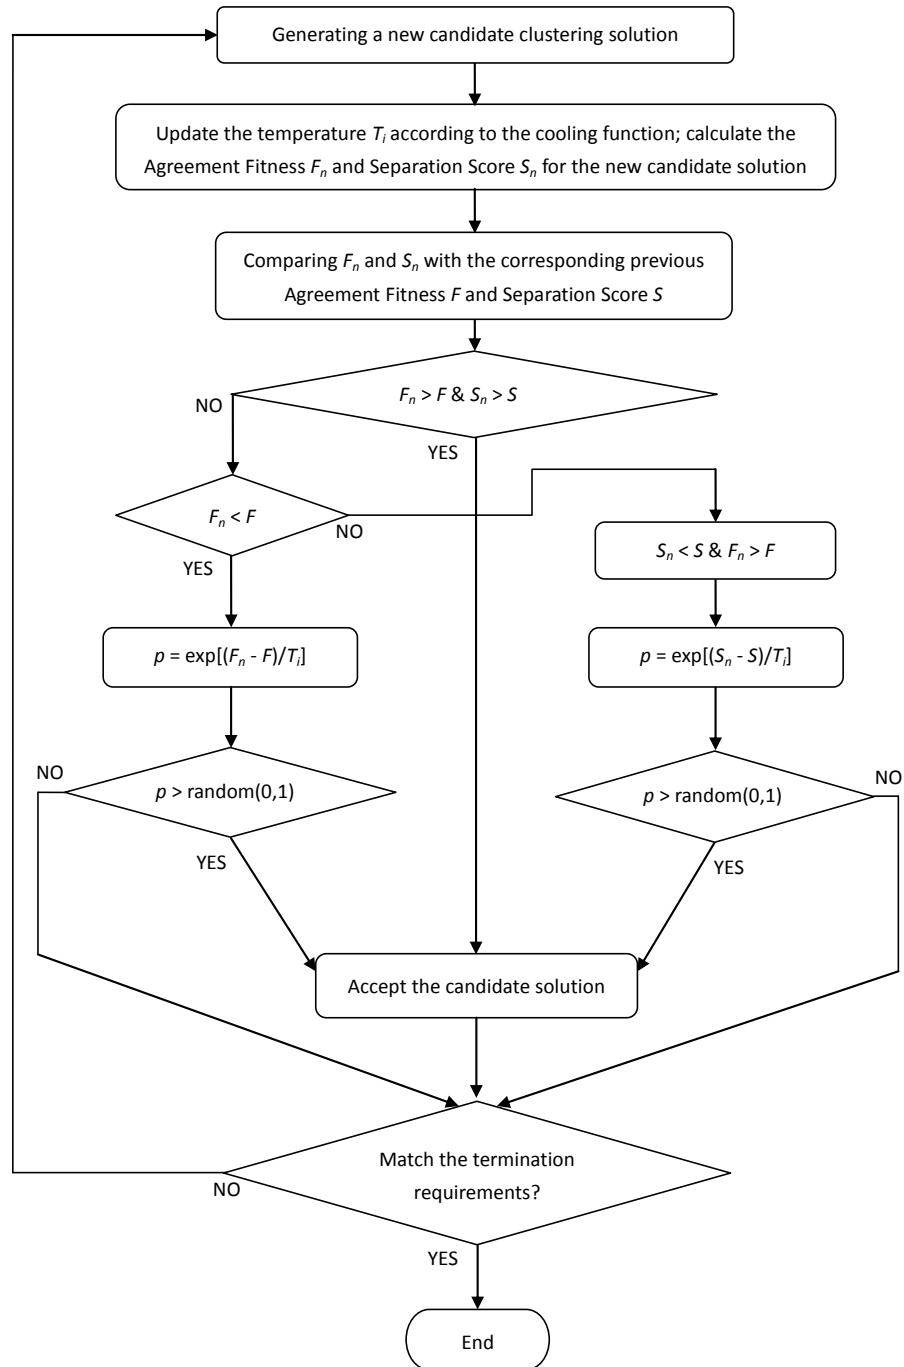 Generating a new candidate clustering solution
Update the temperature Ti according to the cooling function; calculate the
Agreement Fitness Fn and Separation Score Sn for the new candidate solution
Comparing Fn and Sn with the corresponding previous
Agreement Fitness F and Separation Score S
Fn > F & Sn > S
NO
YES
Fn < F
NO
YES
Sn < S & Fn > F
p = exp[(Fn - F)/Ti]
p = exp[(Sn - S)/Ti]
NO
p > random(0,1)
YES
p > random(0,1)
NO
YES
Accept the candidate solution
Match the termination
requirements?
NO
YES
End